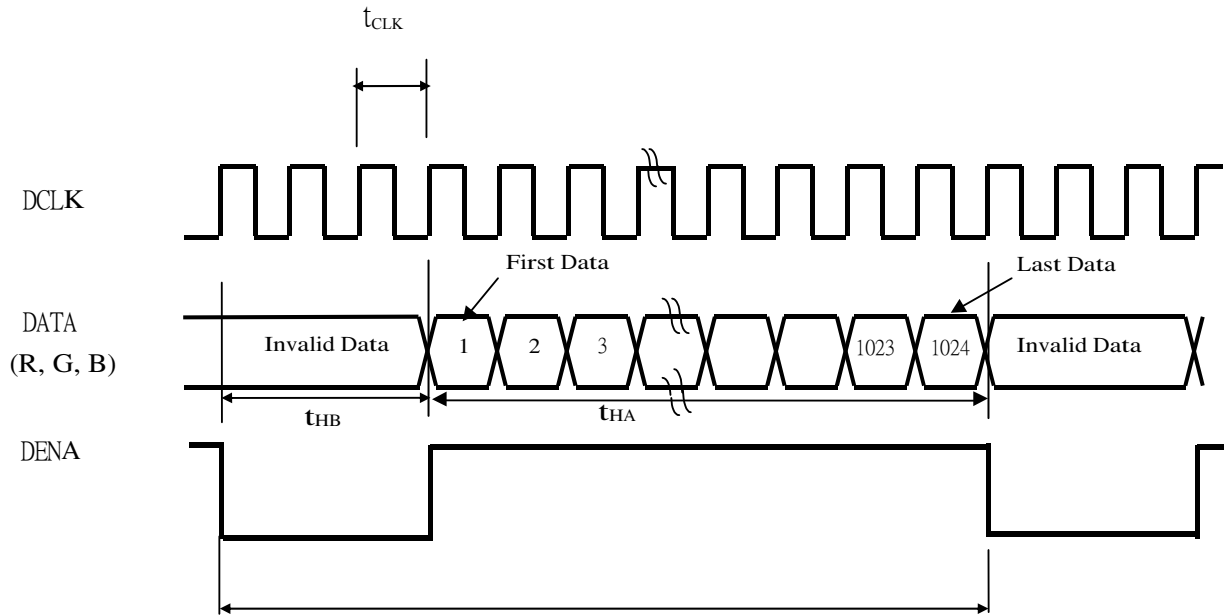 tCLK
DCLK
First Data
Last Data
DATA
(R, G, B)
Invalid Data
1
2
3
1023
1024
Invalid Data
tHB
tHA
DENA